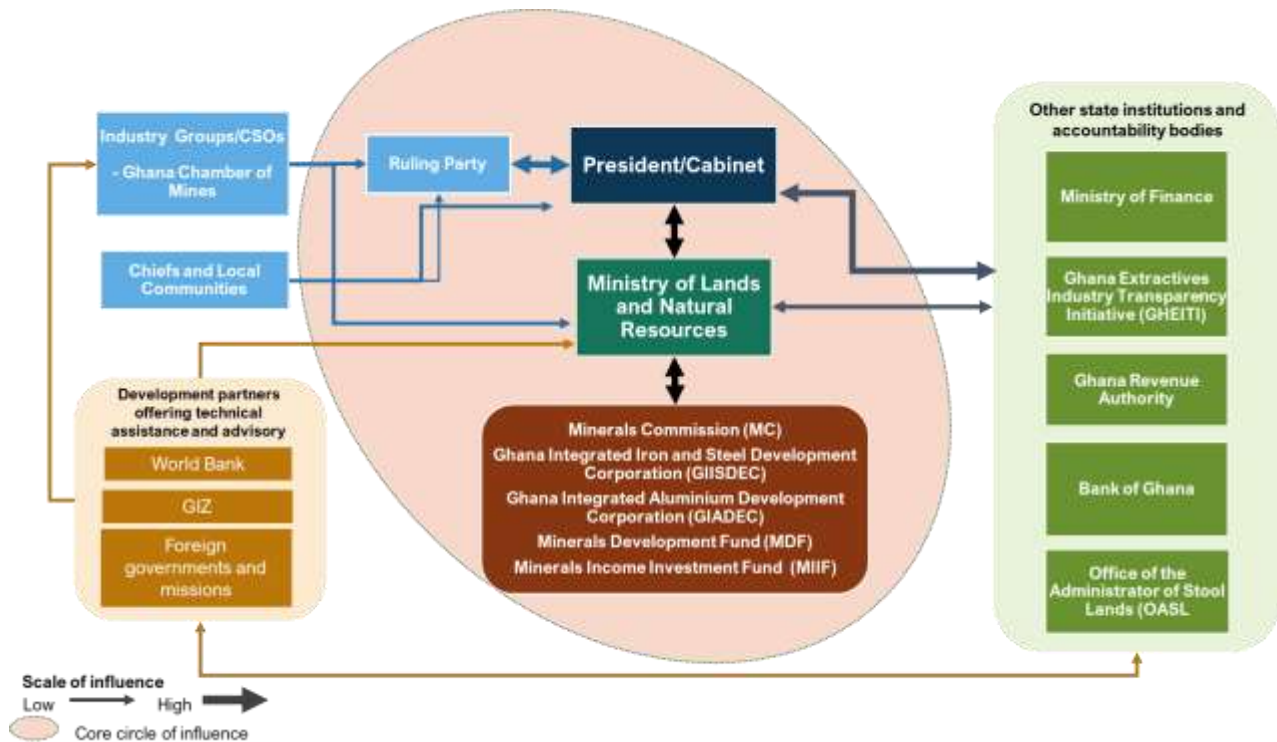 Industry Groups/CSOs
- Ghana Chamber of
Mines
Ruling Party
President/Cabinet
Chiefs and Local
Communities
Ministry of Lands
and Natural
Resources
Development partners
offering technical
assistance and advisory
World Bank
GIZ
Foreign
governments and
missions
Minerals Commission (MC)
Ghana Integrated Iron and Steel Development
Corporation (GIISDEC)
Ghana Integrated Aluminium Development
Corporation (GIADEC)
Minerals Development Fund (MDF)
Minerals Income Investment Fund (MIIF)
Other state institutions and
accountability bodies
Ministry of Finance
Ghana Extractives
Industry Transparency
Initiative (GHEITI)
Ghana Revenue
Authority
Bank of Ghana
Office of the
Administrator of Stool
Lands (OASL
Scale of influence
Low High
Core circle of influence